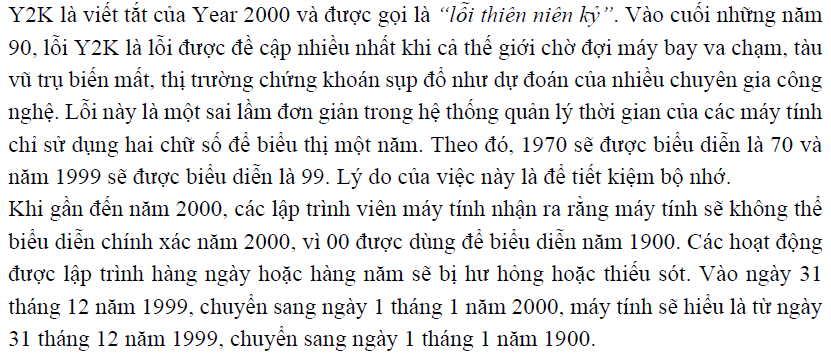 Y2K là viết tắt của Year 2000 và được gọi là “lỗi thiên niên kỷ”. Vào cuối những năm
90, lỗi Y2K là lỗi được đề cập nhiều nhất khi cả thế giới chờ đợi máy bay va chạm, tàu
vũ trụ biến mất, thị trường chứng khoán sụp đổ như dự đoán của nhiều chuyên gia công
nghệ. Lỗi này là một sai lầm đơn giản trong hệ thống quản lý thời gian của các máy tính
chỉ sử dụng hai chữ số để biểu thị một năm. Theo đó, 1970 sẽ được biểu diễn là 70 và
năm 1999 sẽ được biểu diễn là 99. Lý do của việc này là để tiết kiệm bộ nhớ.
Khi gần đến năm 2000, các lập trình viên máy tính nhận ra rằng máy tính sẽ không thể
biểu diễn chính xác năm 2000, vì 00 được dùng để biểu diễn năm 1900. Các hoạt động
được lập trình hàng ngày hoặc hàng năm sẽ bị hư hỏng hoặc thiếu sót. Vào ngày 31
tháng 12 năm 1999, chuyển sang ngày 1 tháng 1 năm 2000, máy tính sẽ hiểu là từ ngày
31 tháng 12 năm 1999, chuyển sang ngày 1 tháng 1 năm 1900.